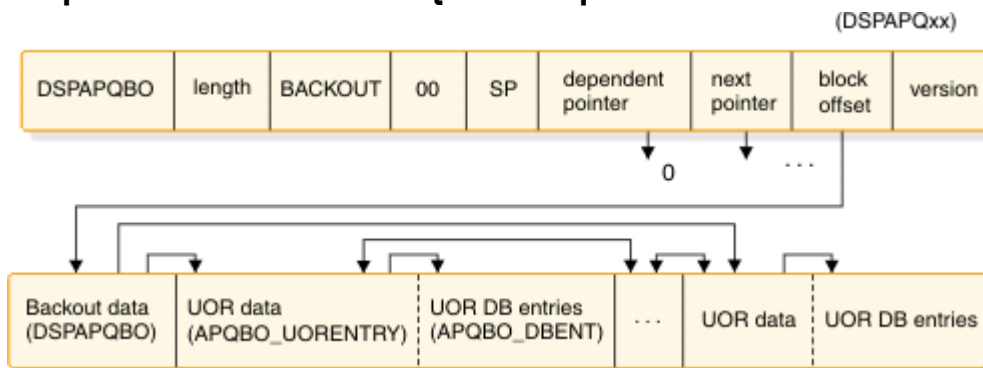 (DSPAPQxx)
DSPAPQBO length BACKOUT 00 SP dependent pointer next pointer block offset version
0
. . .
Backout data (DSPAPQBO) UOR data (APQBO_UORENTRY) UOR DB entries (APQBO_DBENT) . . . UOR data UOR DB entries